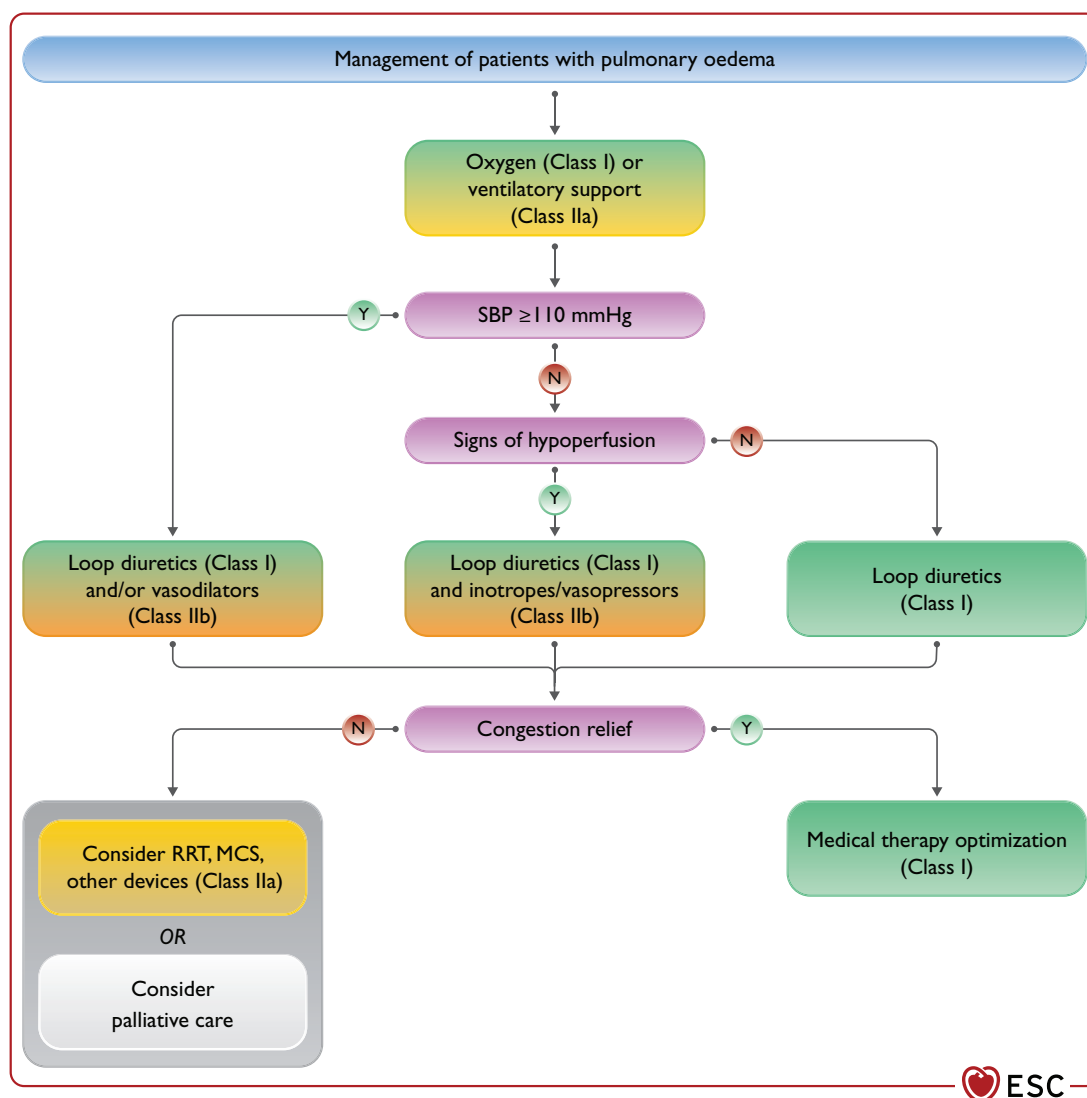 Management of patients with pulmonary oedema
Oxygen (Class I) or
ventilatory support
(Class IIa)
SBP ≥110 mmHg
Y
N
Signs of hypoperfusion
N
Y
Loop diuretics (Class I)
and/or vasodilators
(Class IIb)
Loop diuretics (Class I)
and inotropes/vasopressors
(Class IIb)
Loop diuretics
(Class I)
N
Congestion relief
Y
Consider RRT, MCS,
other devices (Class IIa)
OR
Consider
palliative care
Medical therapy optimization
(Class I)
ESC